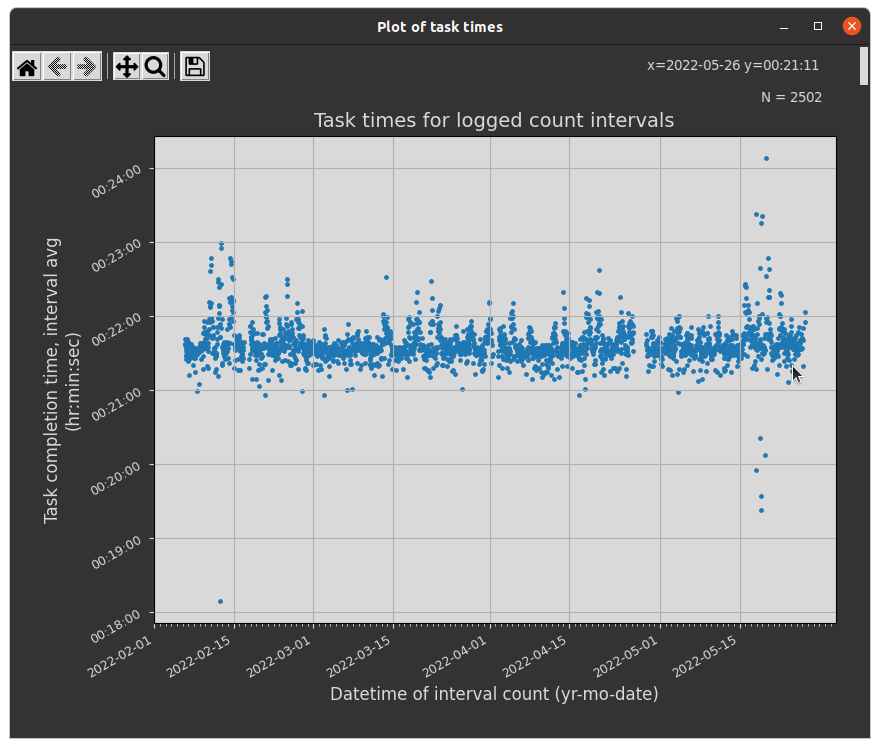 Plot of task times
x=2022-05-26 y=00:21:11
N = 2502
Task times for logged count intervals
00:24:00
00:23:00
00:22:00
00:21:00
00:20:00
00:19:00
00:18:00
Task completion time, interval avg
(hr:min:sec)
2022-02-01
2022-02-15
2022-03-01
2022-03-15
2022-04-01
2022-04-15
2022-05-01
2022-05-15
Datetime of interval count (yr-mo-date)